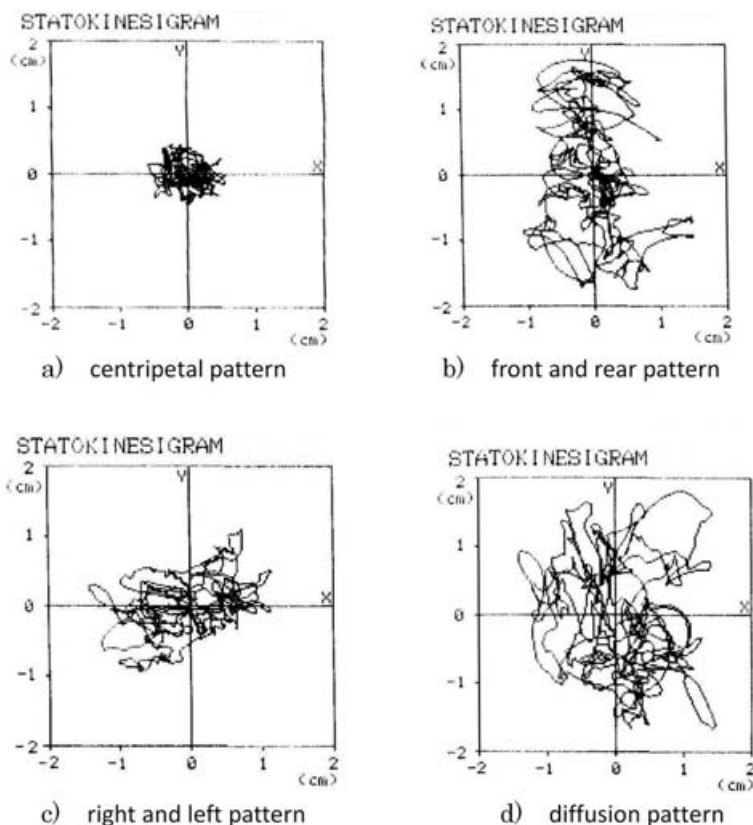 STATOKINESIGRAM
2
(cm)
Y
1
0
X
-1
-2
-2 -1 0 1 2
(cm)
a) centripetal pattern
STATOKINESIGRAM
2
(cm)
Y
1
0
X
-1
-2
-2 -1 0 1 2
(cm)
b) front and rear pattern
STATOKINESIGRAM
2
(cm)
Y
1
0
X
-1
-2
-2 -1 0 1 2
(cm)
c) right and left pattern
STATOKINESIGRAM
2
(cm)
Y
1
0
X
-1
-2
-2 -1 0 1 2
(cm)
d) diffusion pattern